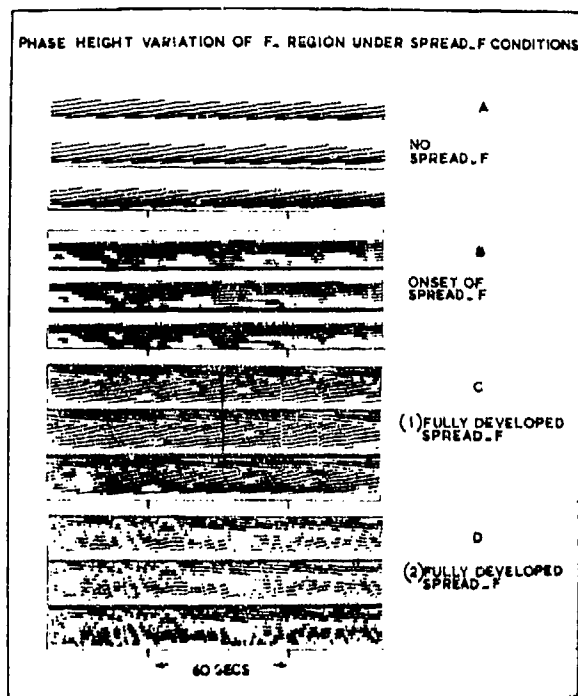 PHASE HEIGHT VARIATION OF F₂ REGION UNDER SPREAD_F CONDITIONS
A
NO
SPREAD_F
B
ONSET OF
SPREAD_F
C
(1) FULLY DEVELOPED
SPREAD_F
D
(2) FULLY DEVELOPED
SPREAD_F
60 SECS